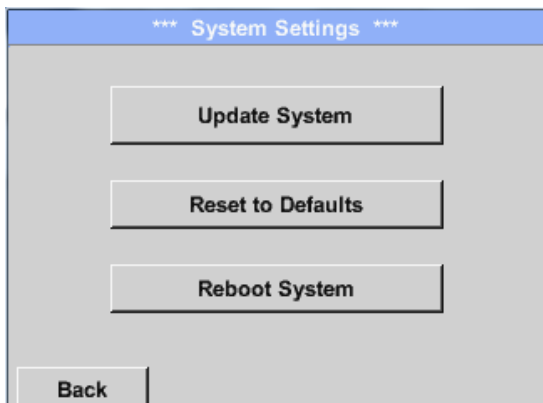 *** System Settings ***
Update System
Reset to Defaults
Reboot System
Back